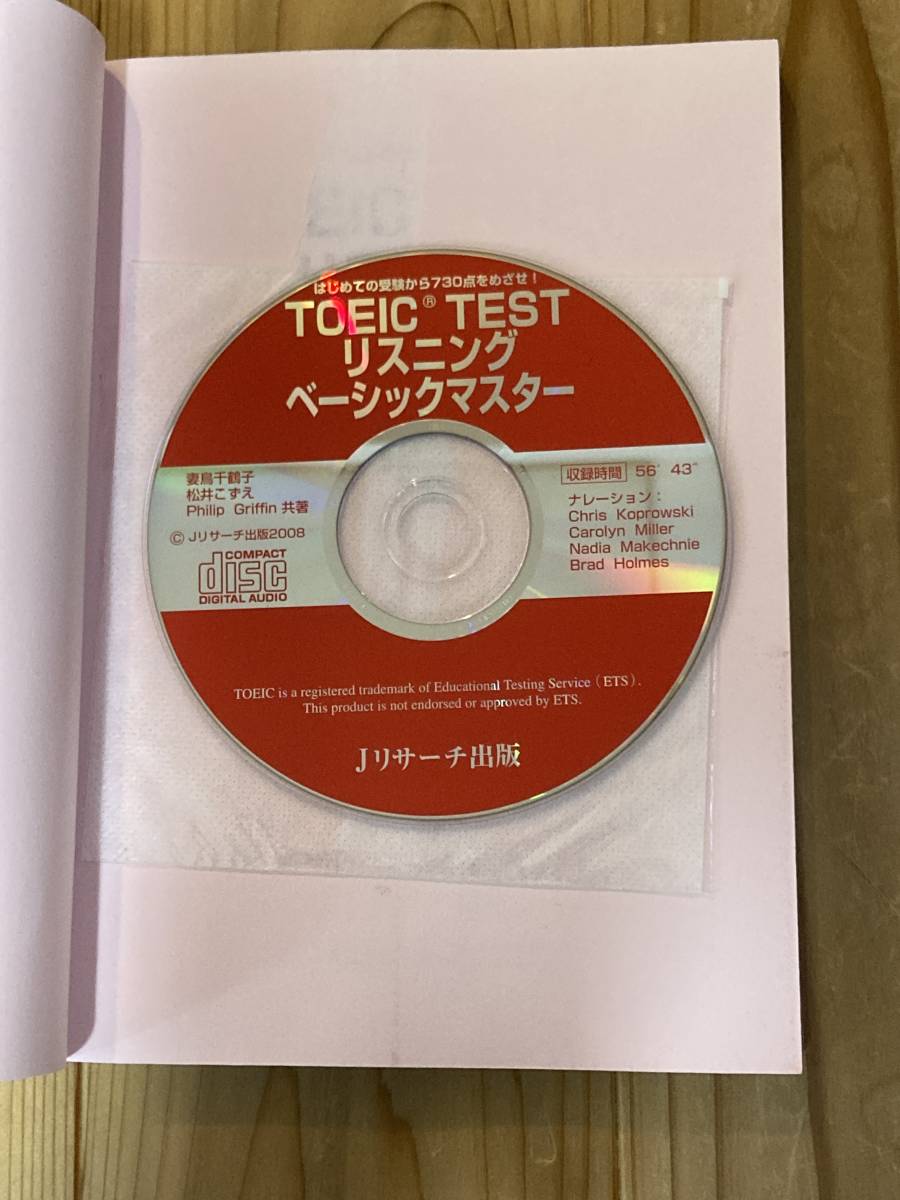 はじめての受験から730点をめざせ!
TOEIC® TEST
リスニング
ベーシックマスター
妻鳥千鶴子
松井こずえ
Philip Griffin 共著
© Jリサーチ出版2008
COMPACT
disc
DIGITAL AUDIO
収録時間 56′ 43″
ナレーション:
Chris Koprowski
Carolyn Miller
Nadia Makechnie
Brad Holmes
TOEIC is a registered trademark of Educational Testing Service (ETS).
This product is not endorsed or approved by ETS.
Jリサーチ出版